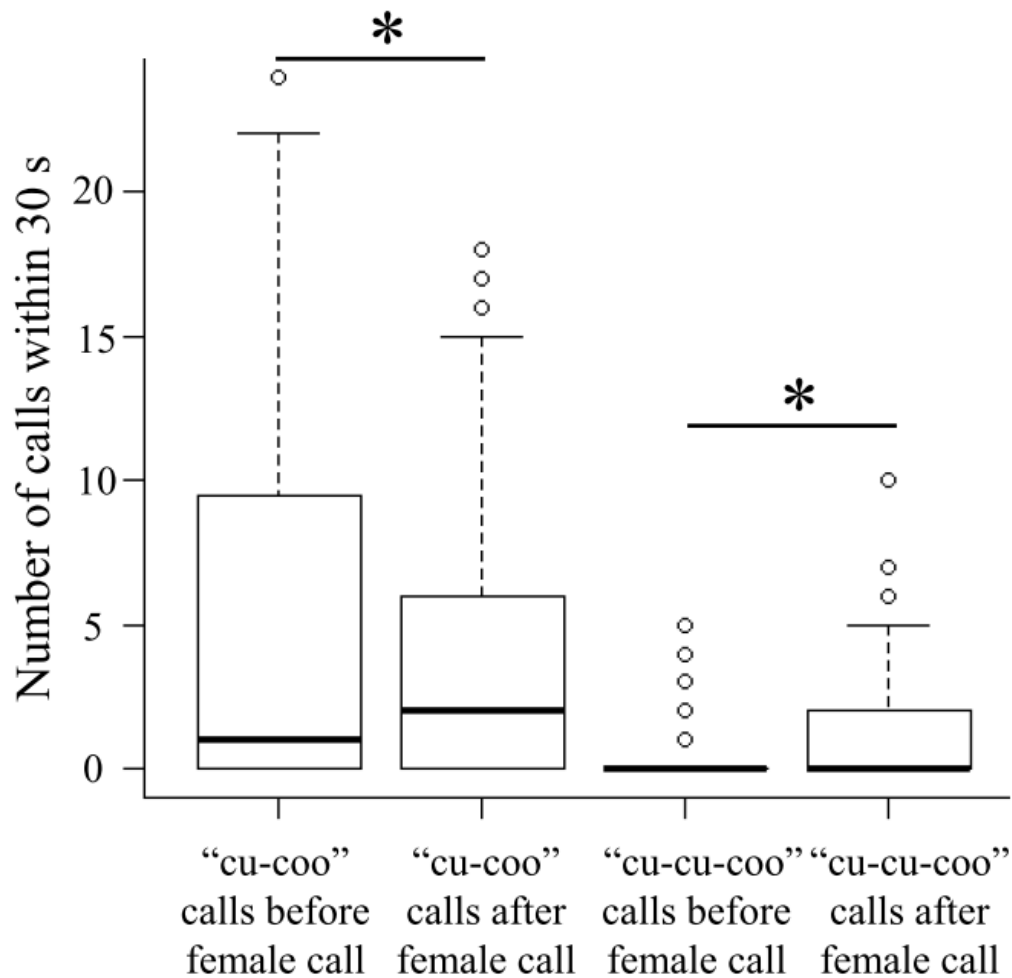 *
*
Number of calls within 30 s
20
15
10
5
0
“cu-coo”
calls before
female call
“cu-coo”
calls after
female call
“cu-cu-coo”
calls before
female call
“cu-cu-coo”
calls after
female call